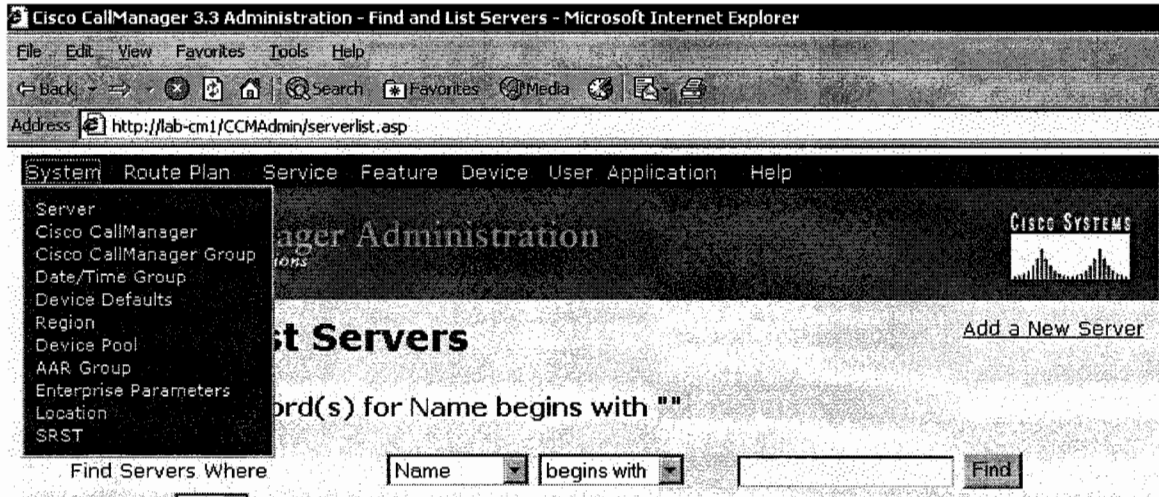 Cisco CallManager 3.3 Administration - Find and List Servers - Microsoft Internet Explorer
File Edit View Favorites Tools Help
Back Search Favorites Media
Address http://lab-cm1/CCMAdmin/serverlist.asp
System Route Plan Service Feature Device User Application Help
Server
Cisco CallManager
Cisco CallManager Group
Date/Time Group
Device Defaults
Region
Device Pool
AAR Group
Enterprise Parameters
Location
SRST
ager Administration
ions
CISCO SYSTEMS
st Servers
Add a New Server
ord(s) for Name begins with ""
Find Servers Where Name begins with Find